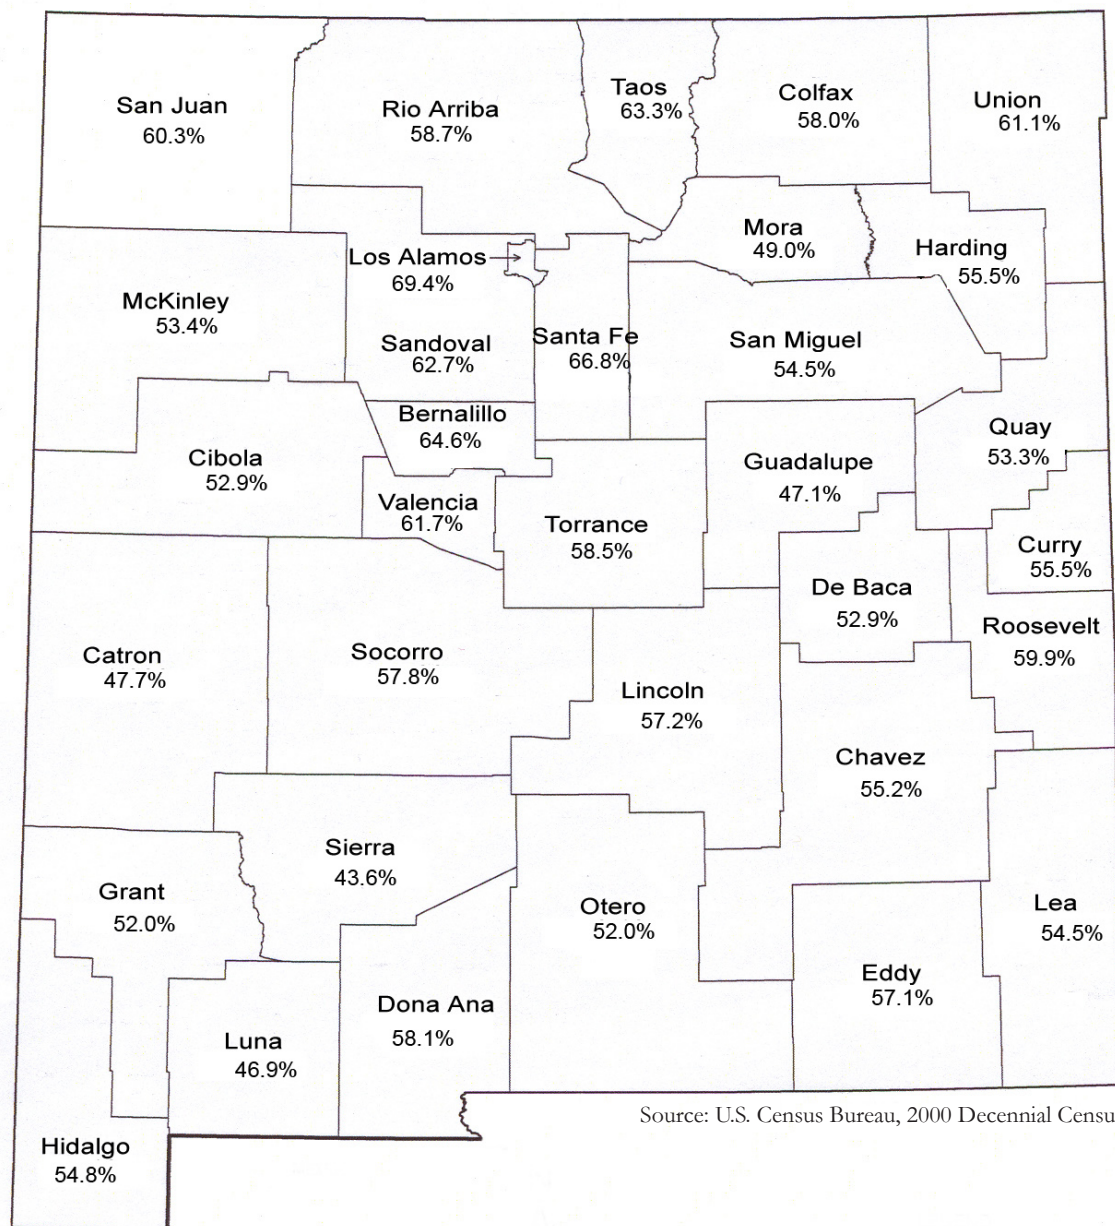 San Juan
60.3%
Rio Arriba
58.7%
Taos
63.3%
Colfax
58.0%
Union
61.1%
Mora
49.0%
Harding
55.5%
Los Alamos
69.4%
McKinley
53.4%
Sandoval
62.7%
Santa Fe
66.8%
San Miguel
54.5%
Bernalillo
64.6%
Quay
53.3%
Cibola
52.9%
Guadalupe
47.1%
Valencia
61.7%
Torrance
58.5%
Curry
55.5%
De Baca
52.9%
Roosevelt
59.9%
Catron
47.7%
Socorro
57.8%
Lincoln
57.2%
Chavez
55.2%
Sierra
43.6%
Grant
52.0%
Otero
52.0%
Lea
54.5%
Eddy
57.1%
Dona Ana
58.1%
Luna
46.9%
Source: U.S. Census Bureau, 2000 Decennial Censu
Hidalgo
54.8%